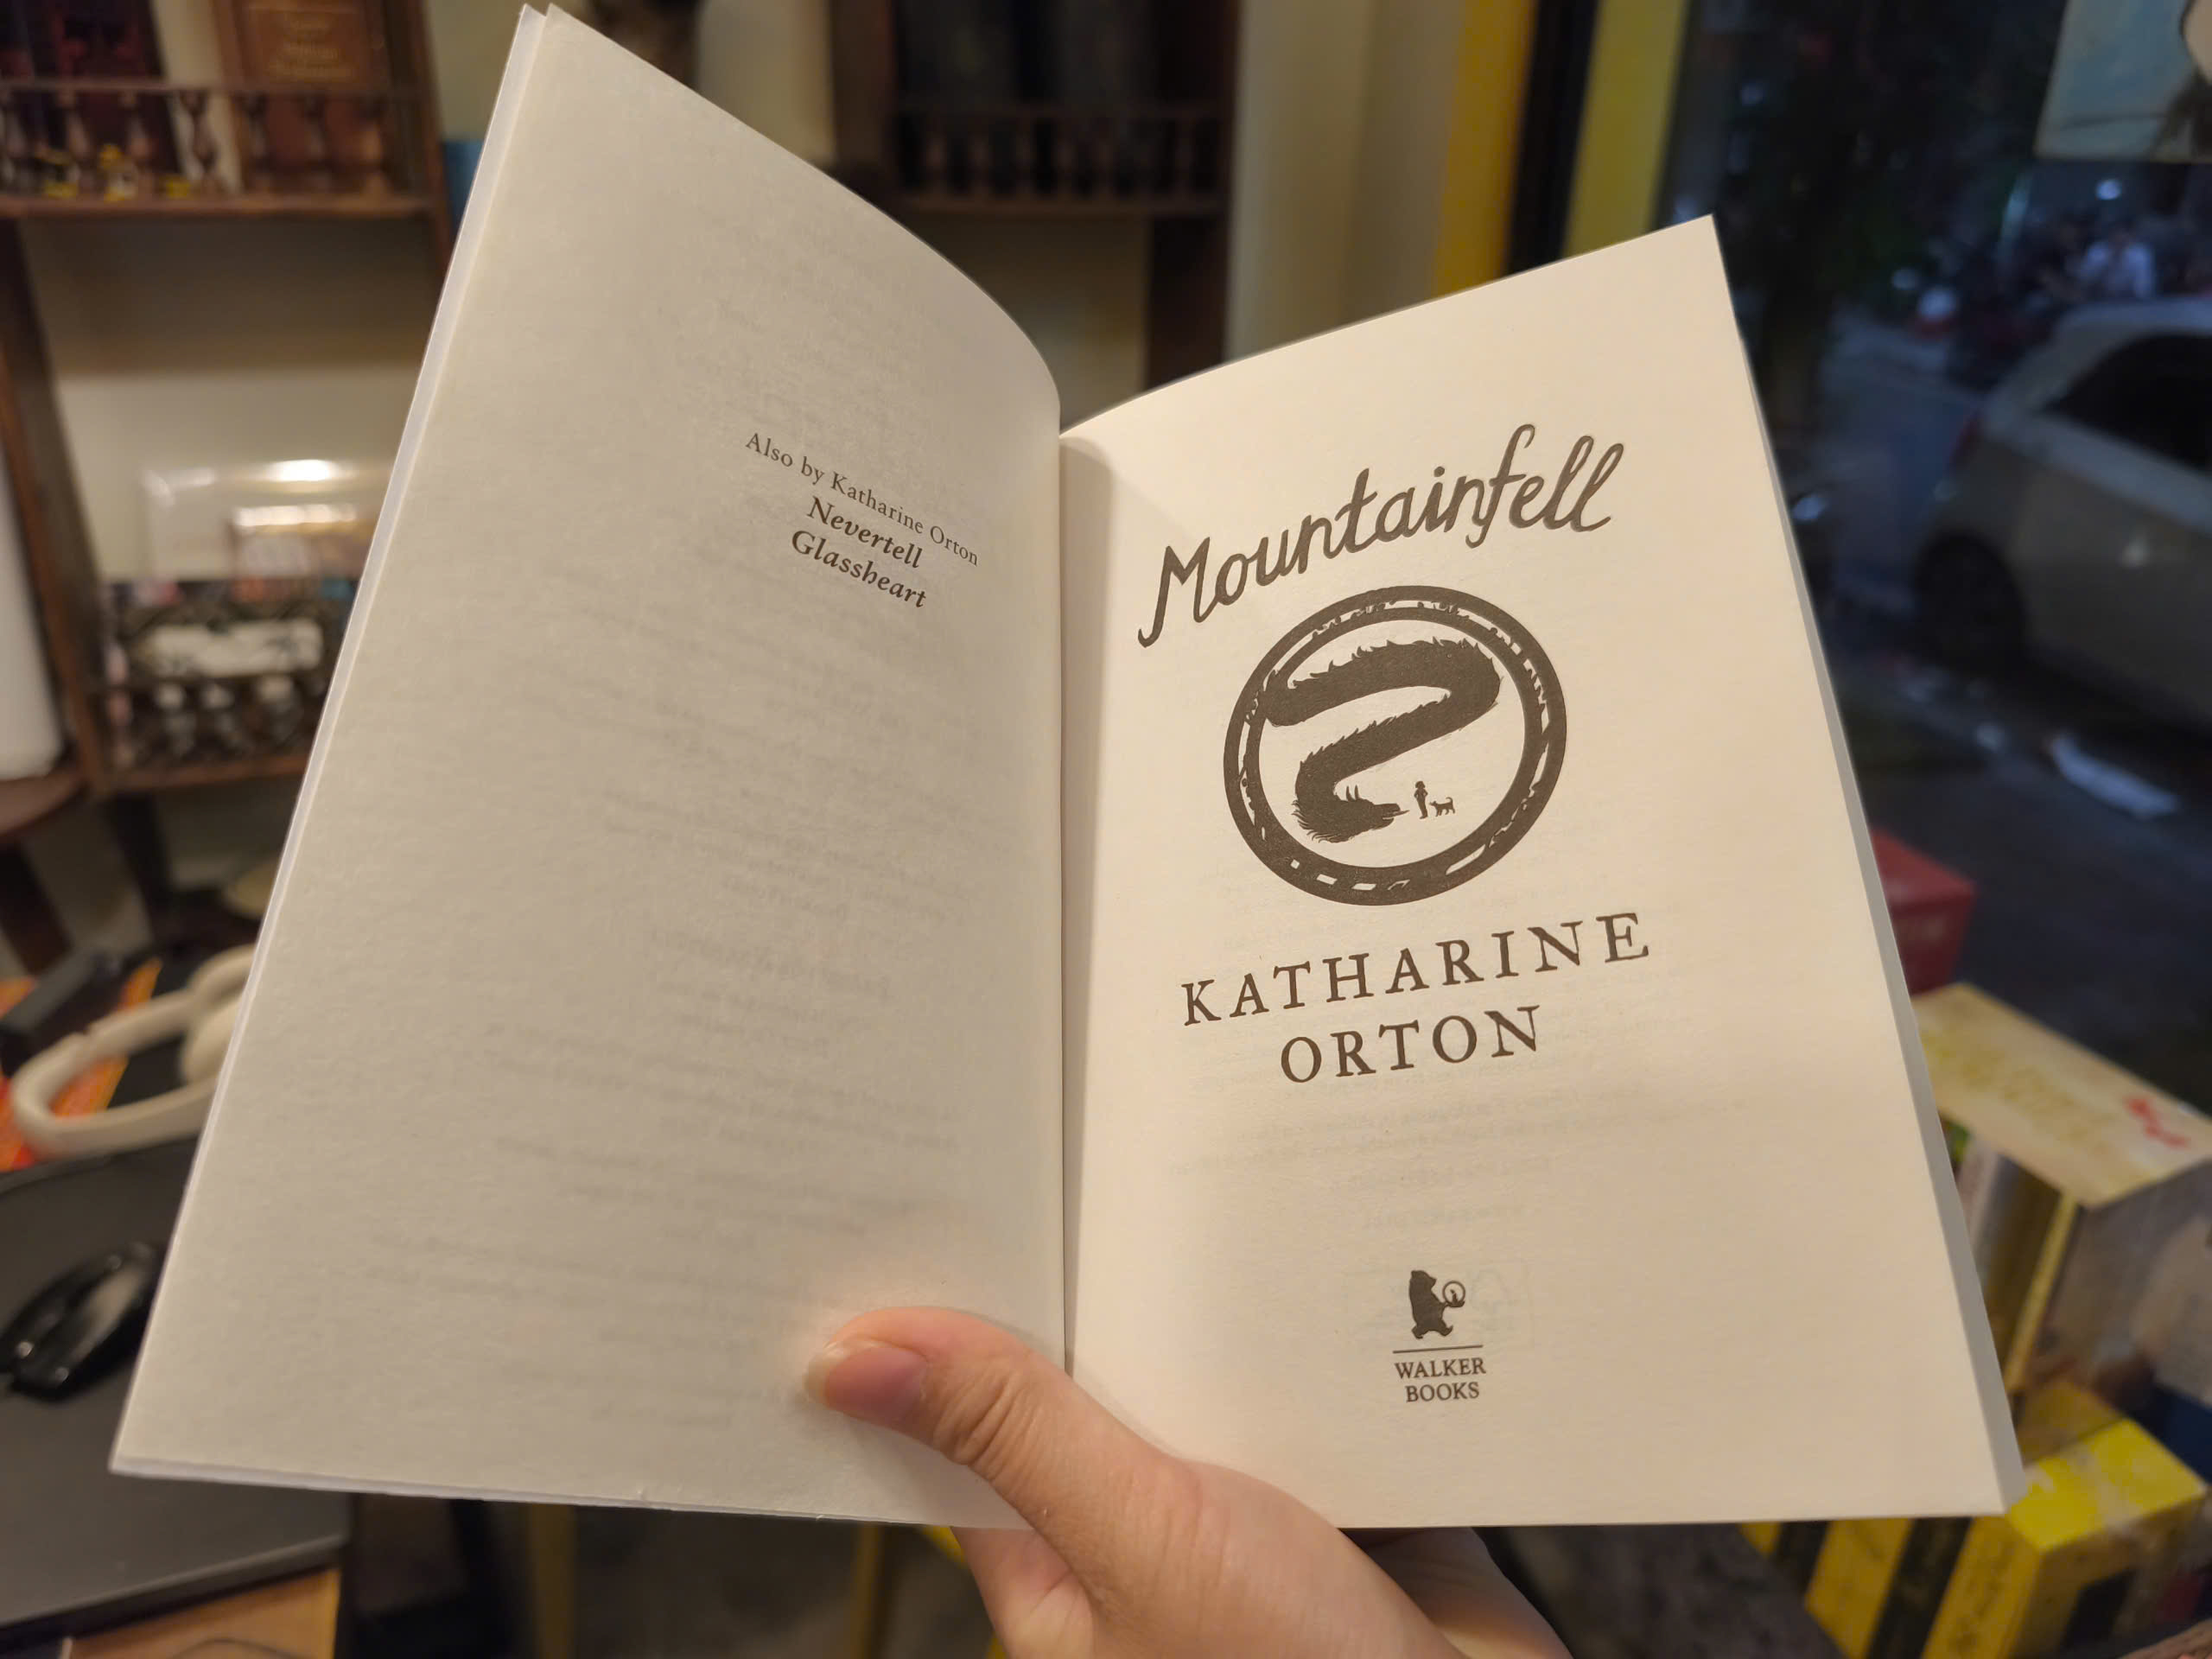 Also by Katharine Orton
Nevertell
Glassheart
Mountainfell
KATHARINE
ORTON
WALKER
BOOKS